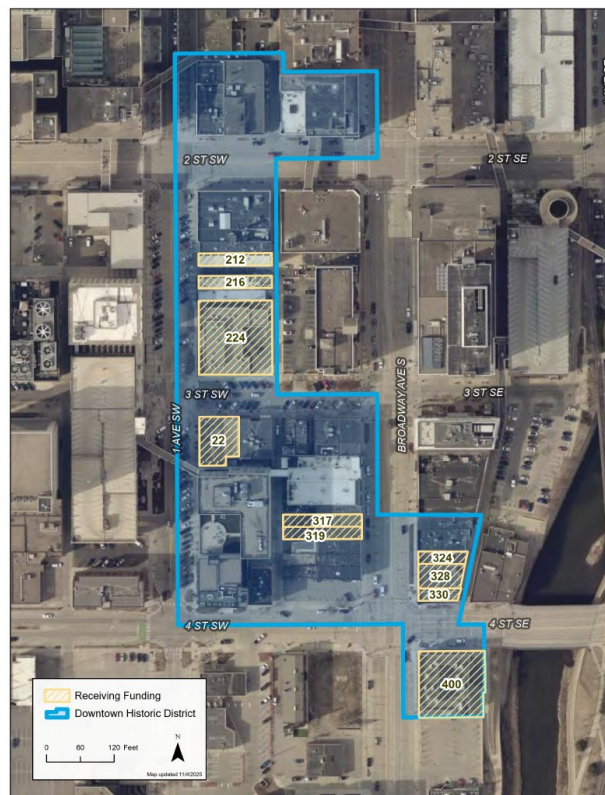 2 ST SW
2 ST SE
212
216
224
3 ST SW
3 ST SE
1 AVE SW
BROADWAY AVE S
22
317
319
324
328
330
4 ST SW
4 ST SE
400
Receiving Funding
Downtown Historic District
0 60 120 Feet
N
Map updated 11/4/2025